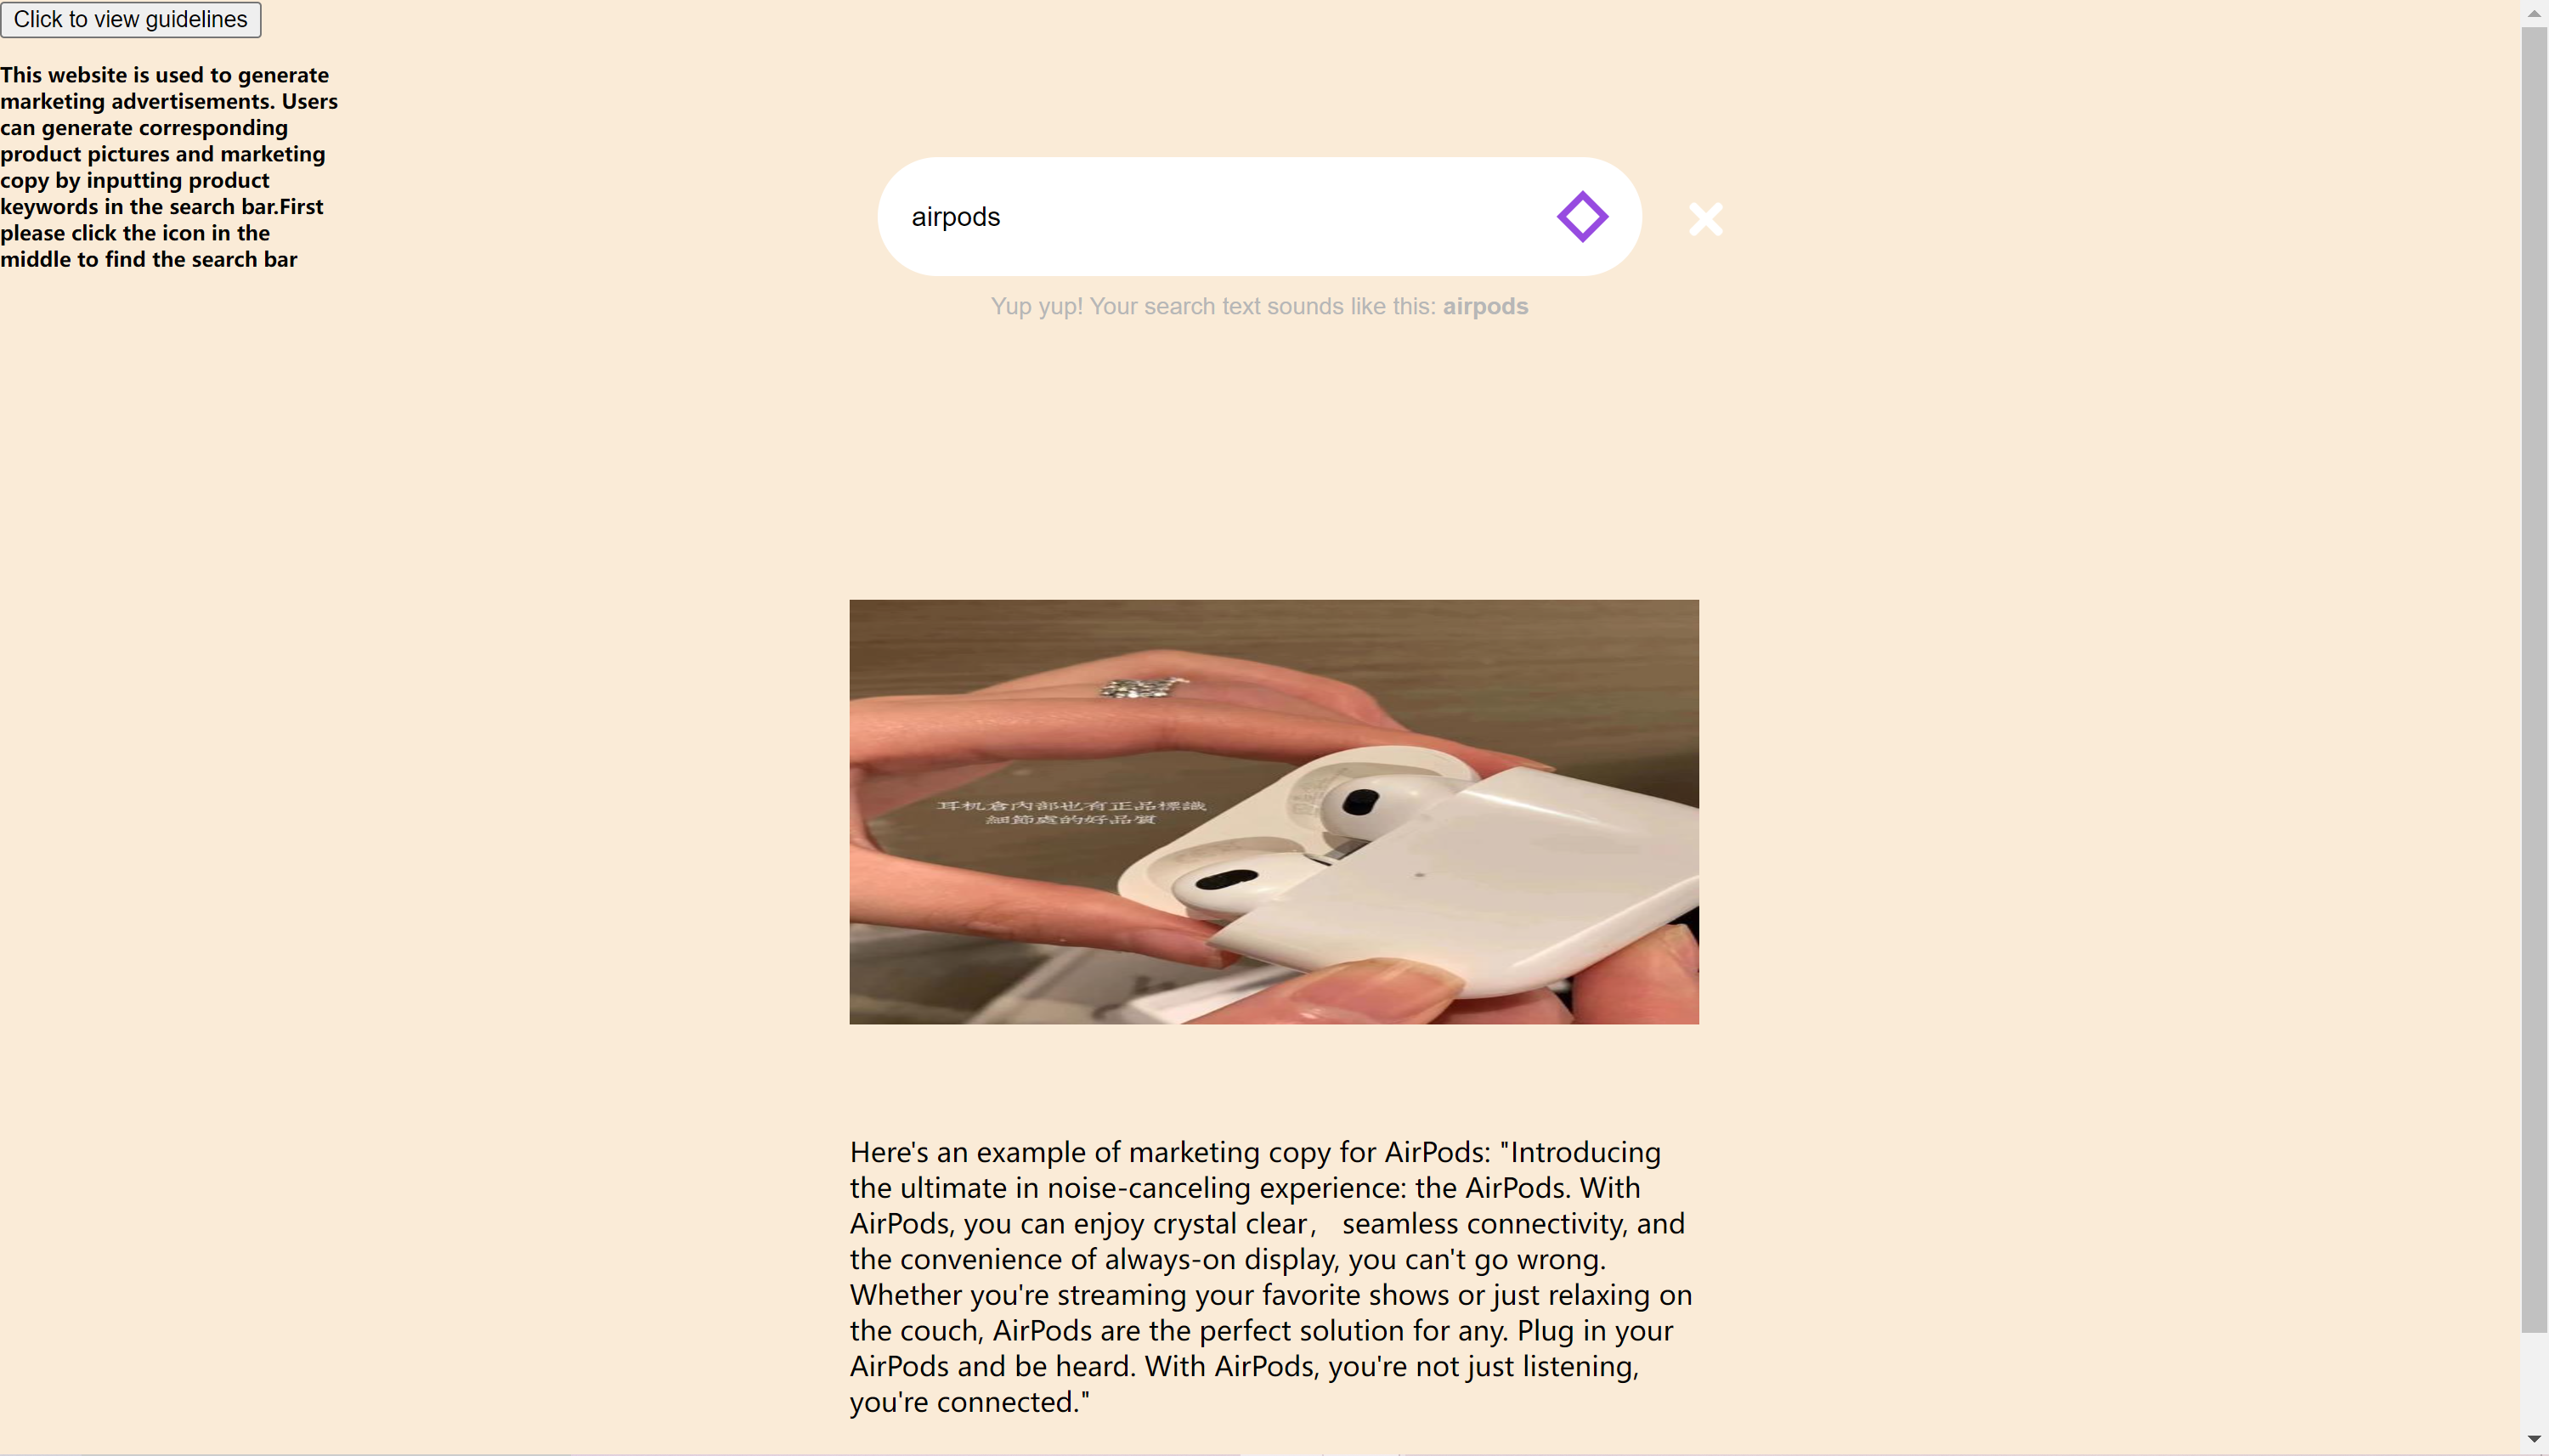 Click to view guidelines
This website is used to generate
marketing advertisements. Users
can generate corresponding
product pictures and marketing
copy by inputting product
keywords in the search bar.First
please click the icon in the
middle to find the search bar
airpods
Yup yup! Your search text sounds like this: airpods
耳机倉内部也有正品標識
細節處的好品質
Here's an example of marketing copy for AirPods: "Introducing
the ultimate in noise-canceling experience: the AirPods. With
AirPods, you can enjoy crystal clear， seamless connectivity, and
the convenience of always-on display, you can't go wrong.
Whether you're streaming your favorite shows or just relaxing on
the couch, AirPods are the perfect solution for any. Plug in your
AirPods and be heard. With AirPods, you're not just listening,
you're connected."